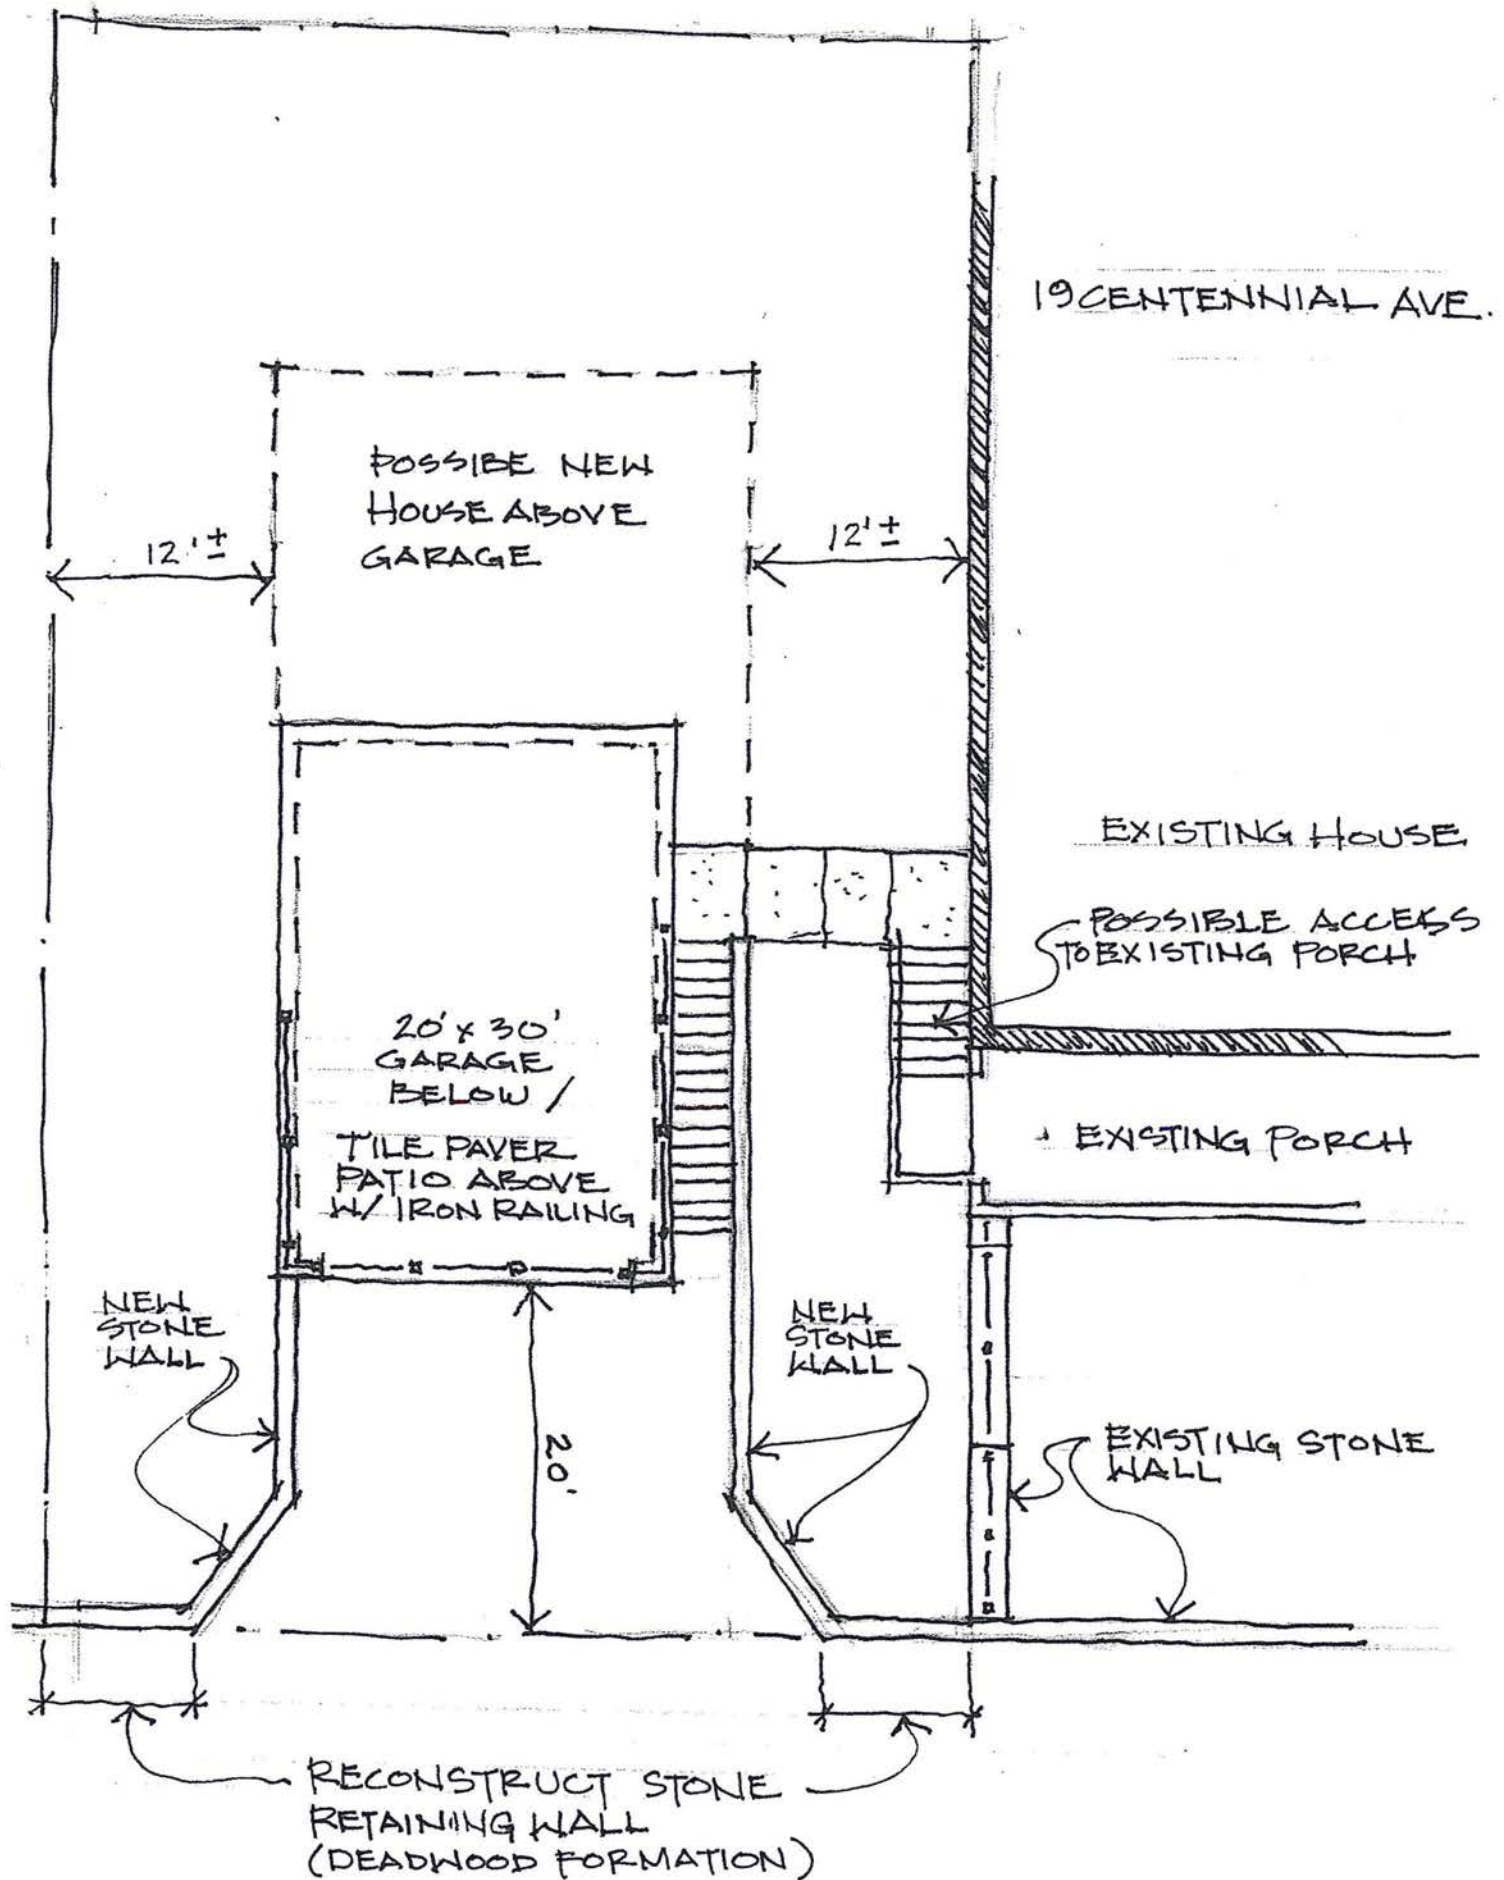 19 CENTENNIAL AVE.
POSSIBE NEW
HOUSE ABOVE
GARAGE
12'±
12'±
EXISTING HOUSE
POSSIBLE ACCESS
TO EXISTING PORCH
20' x 30'
GARAGE
BELOW /
TILE PAVER
PATIO ABOVE
W/ IRON RAILING
EXISTING PORCH
NEW
STONE
WALL
NEW
STONE
WALL
20'
EXISTING STONE
WALL
RECONSTRUCT STONE
RETAINING WALL
(DEADWOOD FORMATION)